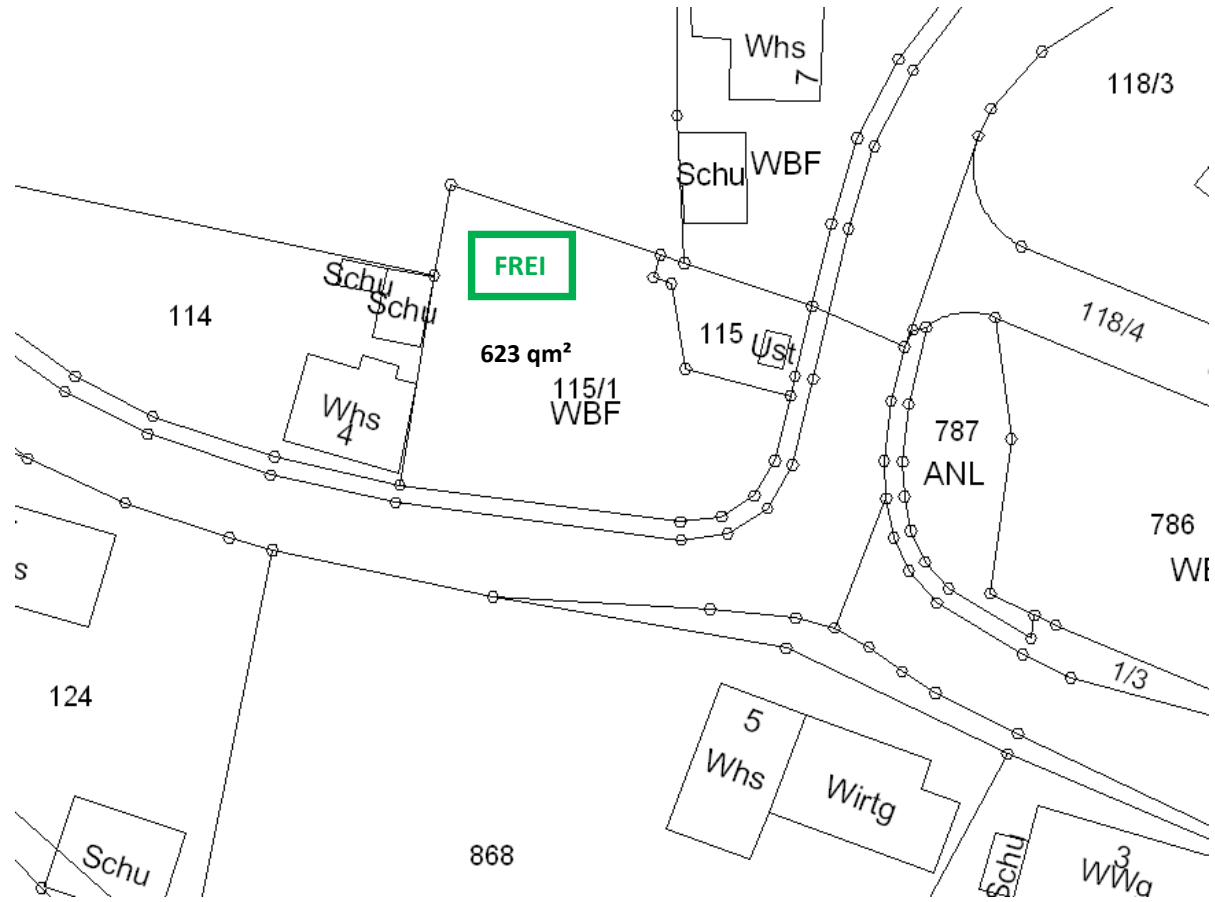 Whs
7
118/3
WBF
Schu
FREI
Schu
Schu
114
118/4
115
Ust
623 qm²
115/1
WBF
Whs
4
787
ANL
786
s
124
1/3
5
Whs
Wirtg
Schu
868
Schu
3
WWg